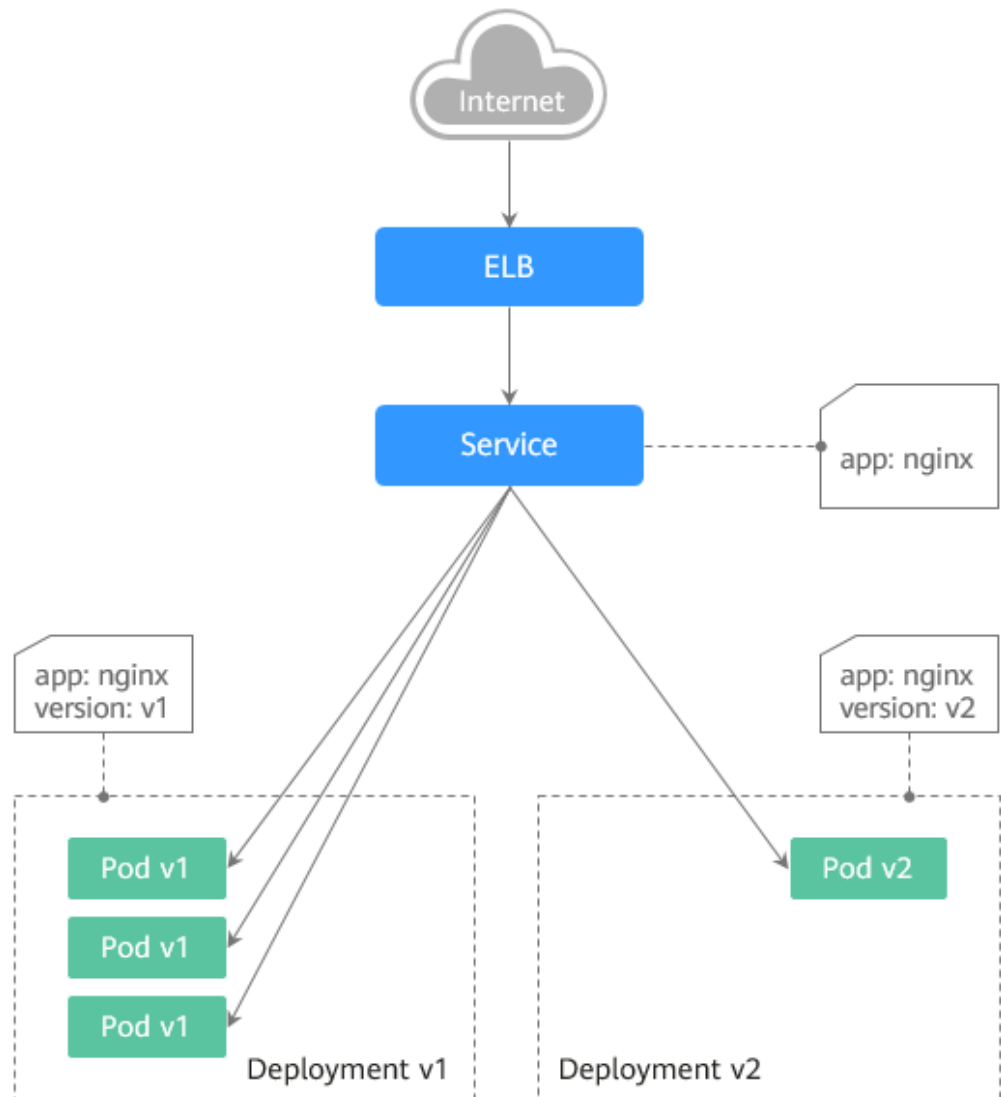 Internet
ELB
Service
app: nginx
app: nginx
version: v1
app: nginx
version: v2
Pod v1
Pod v2
Pod v1
Pod v1
Deployment v1
Deployment v2